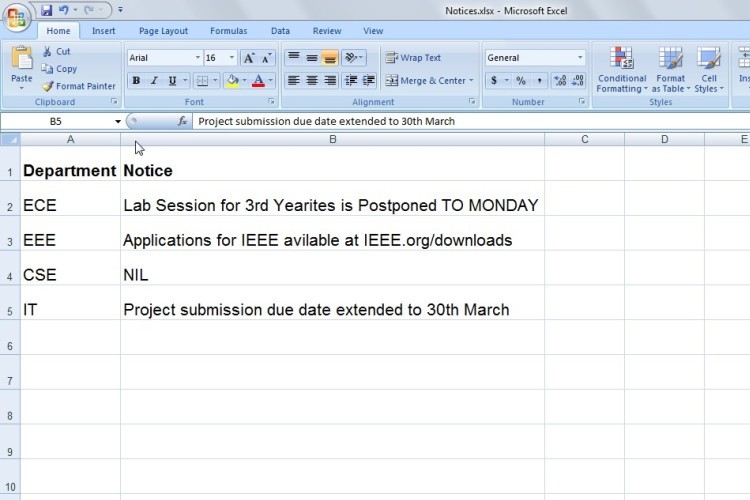 Notices.xlsx - Microsoft Excel
Home Insert Page Layout Formulas Data Review View
Cut
Copy
Format Painter
Paste
Clipboard
Arial 16 A A
B I U A
Font
Wrap Text
Merge & Center
Alignment
General
$ % ,
Number
Conditional Formatting
Format as Table
Cell Styles
Styles
Ins
B5 fx Project submission due date extended to 30th March
A B C D E
1 Department Notice
2 ECE Lab Session for 3rd Yearites is Postponed TO MONDAY
3 EEE Applications for IEEE avilable at IEEE.org/downloads
4 CSE NIL
5 IT Project submission due date extended to 30th March
6
7
8
9
10